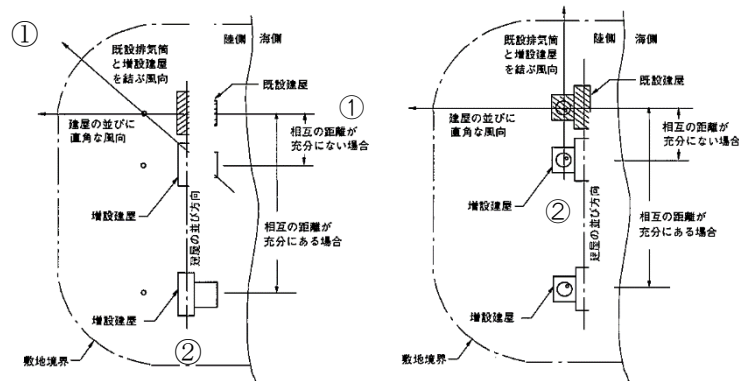 ①
既設排気筒
と増設建屋
を結ぶ風向
陸側
海側
既設建屋
①
建屋の並びに
直角な風向
相互の距離が
充分にない場合
増設建屋
建屋の並び方向
相互の距離が
充分にある場合
増設建屋
②
敷地境界
既設排気筒
と増設建屋
を結ぶ風向
陸側
海側
既設建屋
建屋の並びに
直角な風向
相互の距離が
充分にない場合
増設建屋
②
建屋の並び方向
相互の距離が
充分にある場合
増設建屋
敷地境界